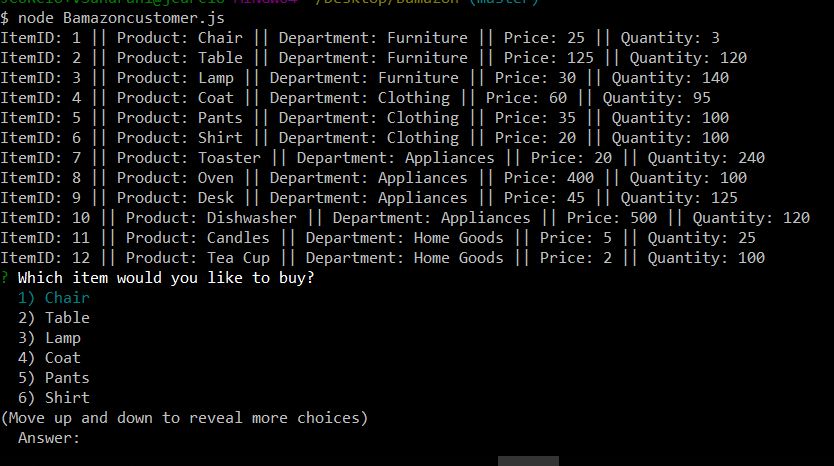 $ node Bamazoncustomer.js
ItemID: 1 || Product: Chair || Department: Furniture || Price: 25 || Quantity: 3
ItemID: 2 || Product: Table || Department: Furniture || Price: 125 || Quantity: 120
ItemID: 3 || Product: Lamp || Department: Furniture || Price: 30 || Quantity: 140
ItemID: 4 || Product: Coat || Department: Clothing || Price: 60 || Quantity: 95
ItemID: 5 || Product: Pants || Department: Clothing || Price: 35 || Quantity: 100
ItemID: 6 || Product: Shirt || Department: Clothing || Price: 20 || Quantity: 100
ItemID: 7 || Product: Toaster || Department: Appliances || Price: 20 || Quantity: 240
ItemID: 8 || Product: Oven || Department: Appliances || Price: 400 || Quantity: 100
ItemID: 9 || Product: Desk || Department: Appliances || Price: 45 || Quantity: 125
ItemID: 10 || Product: Dishwasher || Department: Appliances || Price: 500 || Quantity: 120
ItemID: 11 || Product: Candles || Department: Home Goods || Price: 5 || Quantity: 25
ItemID: 12 || Product: Tea Cup || Department: Home Goods || Price: 2 || Quantity: 100
? Which item would you like to buy?
1) Chair
2) Table
3) Lamp
4) Coat
5) Pants
6) Shirt
(Move up and down to reveal more choices)
Answer: